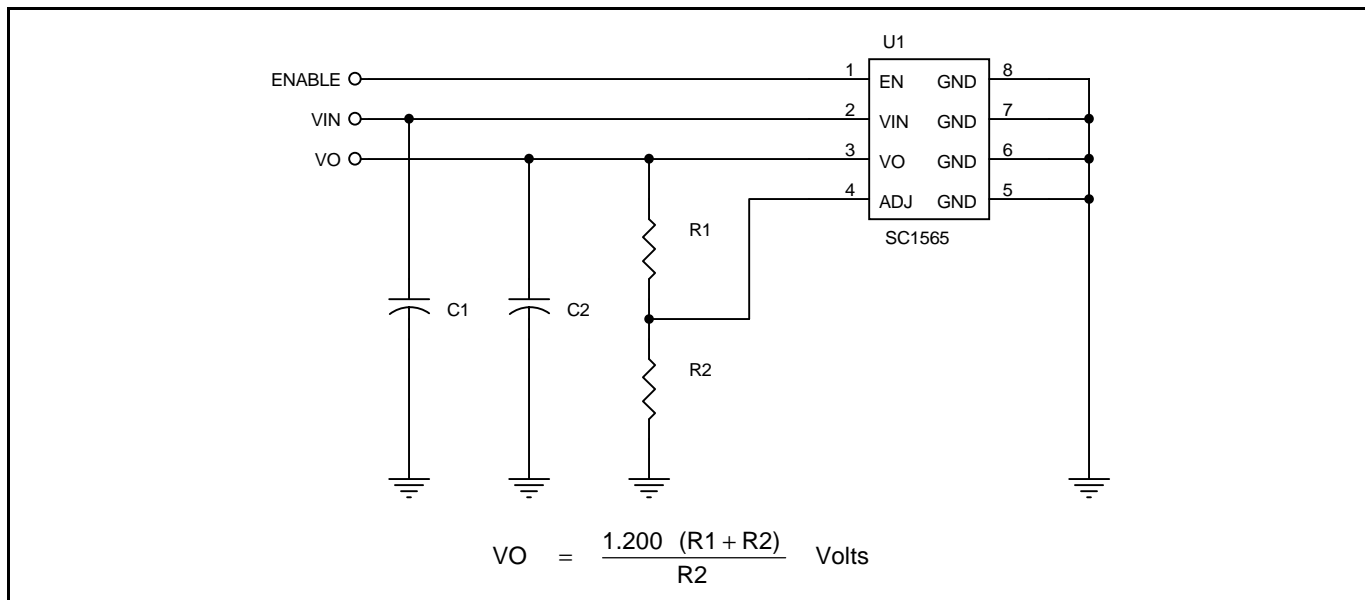 U1
ENABLE 1 EN GND 8
VIN 2 VIN GND 7
VO 3 VO GND 6
4 ADJ GND 5
R1
SC1565
C1 C2
R2
VO = 1.200 (R1 + R2) Volts
R2